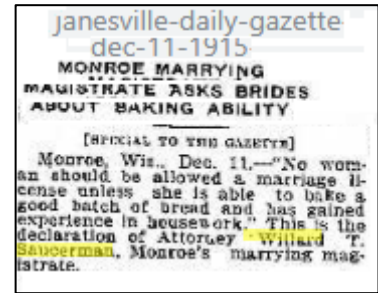 janesville-daily-gazette
dec-11-1915
MONROE MARRYING
MAGISTRATE ASKS BRIDES
ABOUT BAKING ABILITY
[SPECIAL TO THE GAZETTE]
Monroe, Wis., Dec. 11.—"No wom-
an should be allowed a marriage li-
cense unless she is able to bake a
good batch of bread and has gained
experience in housework." This is the
declaration of Attorney Willard T.
Saucerman, Monroe's marrying mag-
istrate.